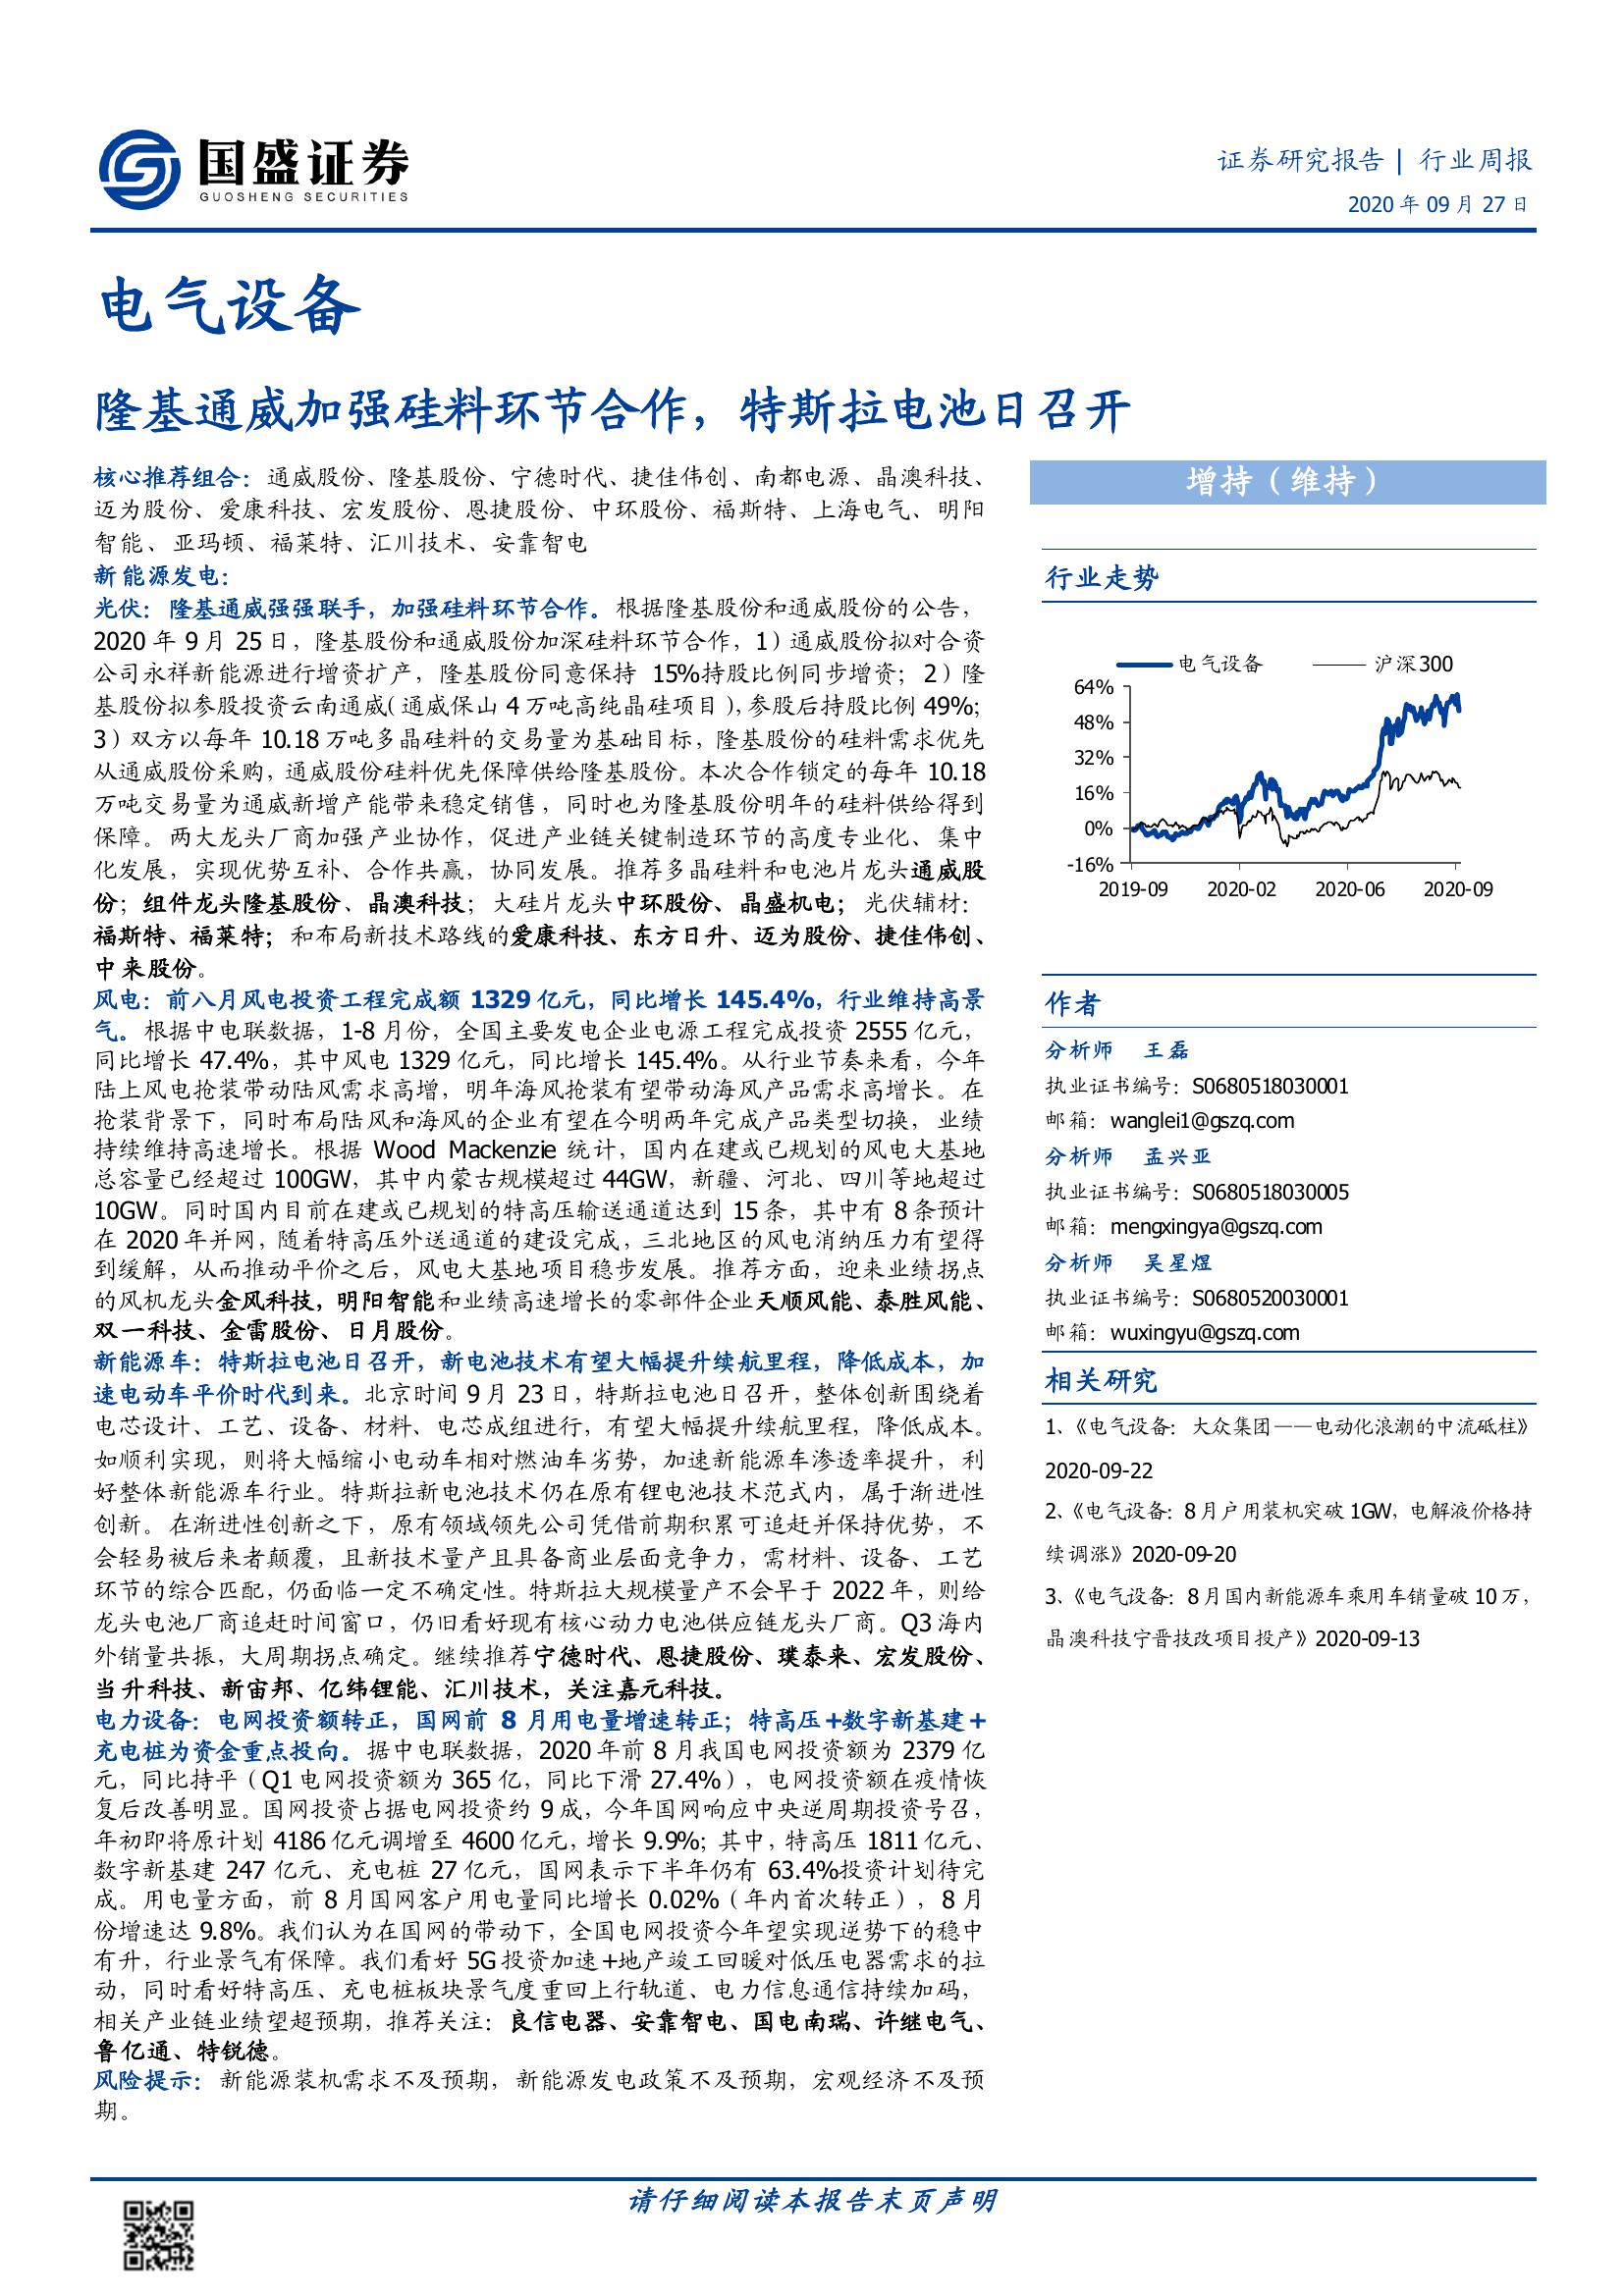 国盛证券
GUOSHENG SECURITIES
证券研究报告 | 行业周报
2020 年 09 月 27 日
电气设备
隆基通威加强硅料环节合作，特斯拉电池日召开
核心推荐组合：通威股份、隆基股份、宁德时代、捷佳伟创、南都电源、晶澳科技、
迈为股份、爱康科技、宏发股份、恩捷股份、中环股份、福斯特、上海电气、明阳
智能、亚玛顿、福莱特、汇川技术、安靠智电
新能源发电：
光伏：隆基通威强强联手，加强硅料环节合作。根据隆基股份和通威股份的公告，
2020 年 9 月 25 日，隆基股份和通威股份加深硅料环节合作，1）通威股份拟对合资
公司永祥新能源进行增资扩产，隆基股份同意保持 15%持股比例同步增资；2）隆
基股份拟参股投资云南通威（通威保山 4 万吨高纯晶硅项目），参股后持股比例 49%；
3）双方以每年 10.18 万吨多晶硅料的交易量为基础目标，隆基股份的硅料需求优先
从通威股份采购，通威股份硅料优先保障供给隆基股份。本次合作锁定的每年 10.18
万吨交易量为通威新增产能带来稳定销售，同时也为隆基股份明年的硅料供给得到
保障。两大龙头厂商加强产业协作，促进产业链关键制造环节的高度专业化、集中
化发展，实现优势互补、合作共赢，协同发展。推荐多晶硅料和电池片龙头通威股
份；组件龙头隆基股份、晶澳科技；大硅片龙头中环股份、晶盛机电；光伏辅材：
福斯特、福莱特；和布局新技术路线的爱康科技、东方日升、迈为股份、捷佳伟创、
中来股份。
风电：前八月风电投资工程完成额 1329 亿元，同比增长 145.4%，行业维持高景
气。根据中电联数据，1-8 月份，全国主要发电企业电源工程完成投资 2555 亿元，
同比增长 47.4%，其中风电 1329 亿元，同比增长 145.4%。从行业节奏来看，今年
陆上风电抢装带动陆风需求高增，明年海风抢装有望带动海风产品需求高增长。在
抢装背景下，同时布局陆风和海风的企业有望在今明两年完成产品类型切换，业绩
持续维持高速增长。根据 Wood Mackenzie 统计，国内在建或已规划的风电大基地
总容量已经超过 100GW，其中内蒙古规模超过 44GW，新疆、河北、四川等地超过
10GW。同时国内目前在建或已规划的特高压输送通道达到 15 条，其中有 8 条预计
在 2020 年并网，随着特高压外送通道的建设完成，三北地区的风电消纳压力有望得
到缓解，从而推动平价之后，风电大基地项目稳步发展。推荐方面，迎来业绩拐点
的风机龙头金风科技，明阳智能和业绩高速增长的零部件企业天顺风能、泰胜风能、
双一科技、金雷股份、日月股份。
新能源车：特斯拉电池日召开，新电池技术有望大幅提升续航里程，降低成本，加
速电动车平价时代到来。北京时间 9 月 23 日，特斯拉电池日召开，整体创新围绕着
电芯设计、工艺、设备、材料、电芯成组进行，有望大幅提升续航里程，降低成本。
如顺利实现，则将大幅缩小电动车相对燃油车劣势，加速新能源车渗透率提升，利
好整体新能源车行业。特斯拉新电池技术仍在原有锂电池技术范式内，属于渐进性
创新。在渐进性创新之下，原有领域领先公司凭借前期积累可追赶并保持优势，不
会轻易被后来者颠覆，且新技术量产且具备商业层面竞争力，需材料、设备、工艺
环节的综合匹配，仍面临一定不确定性。特斯拉大规模量产不会早于 2022 年，则给
龙头电池厂商追赶时间窗口，仍旧看好现有核心动力电池供应链龙头厂商。Q3 海内
外销量共振，大周期拐点确定。继续推荐宁德时代、恩捷股份、璞泰来、宏发股份、
当升科技、新宙邦、亿纬锂能、汇川技术，关注嘉元科技。
电力设备：电网投资额转正，国网前 8 月用电量增速转正；特高压+数字新基建+
充电桩为资金重点投向。据中电联数据，2020 年前 8 月我国电网投资额为 2379 亿
元，同比持平（Q1 电网投资额为 365 亿，同比下滑 27.4%），电网投资额在疫情恢
复后改善明显。国网投资占据电网投资约 9 成，今年国网响应中央逆周期投资号召，
年初即将原计划 4186 亿元调增至 4600 亿元，增长 9.9%；其中，特高压 1811 亿元、
数字新基建 247 亿元、充电桩 27 亿元，国网表示下半年仍有 63.4%投资计划待完
成。用电量方面，前 8 月国网客户用电量同比增长 0.02%（年内首次转正），8 月
份增速达 9.8%。我们认为在国网的带动下，全国电网投资今年望实现逆势下的稳中
有升，行业景气有保障。我们看好 5G 投资加速+地产竣工回暖对低压电器需求的拉
动，同时看好特高压、充电桩板块景气度重回上行轨道、电力信息通信持续加码，
相关产业链业绩望超预期，推荐关注：良信电器、安靠智电、国电南瑞、许继电气、
鲁亿通、特锐德。
风险提示：新能源装机需求不及预期，新能源发电政策不及预期，宏观经济不及预
期。
增持（维持）
行业走势
电气设备 沪深300
64%
48%
32%
16%
0%
-16%
2019-09 2020-02 2020-06 2020-09
作者
分析师 王磊
执业证书编号：S0680518030001
邮箱：wanglei1@gszq.com
分析师 孟兴亚
执业证书编号：S0680518030005
邮箱：mengxingya@gszq.com
分析师 吴星煜
执业证书编号：S0680520030001
邮箱：wuxingyu@gszq.com
相关研究
1、《电气设备：大众集团——电动化浪潮的中流砥柱》
2020-09-22
2、《电气设备：8 月户用装机突破 1GW，电解液价格持
续调涨》2020-09-20
3、《电气设备：8 月国内新能源车乘用车销量破 10 万，
晶澳科技宁晋技改项目投产》2020-09-13
请仔细阅读本报告末页声明